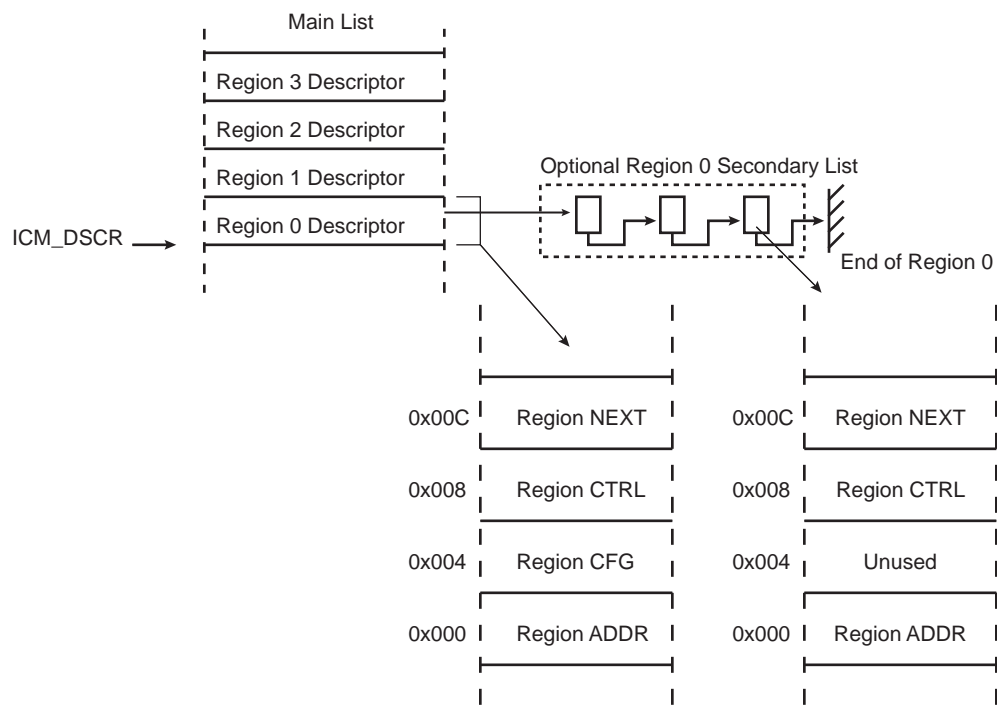 Main List
Region 3 Descriptor
Region 2 Descriptor
Region 1 Descriptor
Region 0 Descriptor
ICM_DSCR
Optional Region 0 Secondary List
End of Region 0
0x00C Region NEXT
0x008 Region CTRL
0x004 Region CFG
0x000 Region ADDR
0x00C Region NEXT
0x008 Region CTRL
0x004 Unused
0x000 Region ADDR